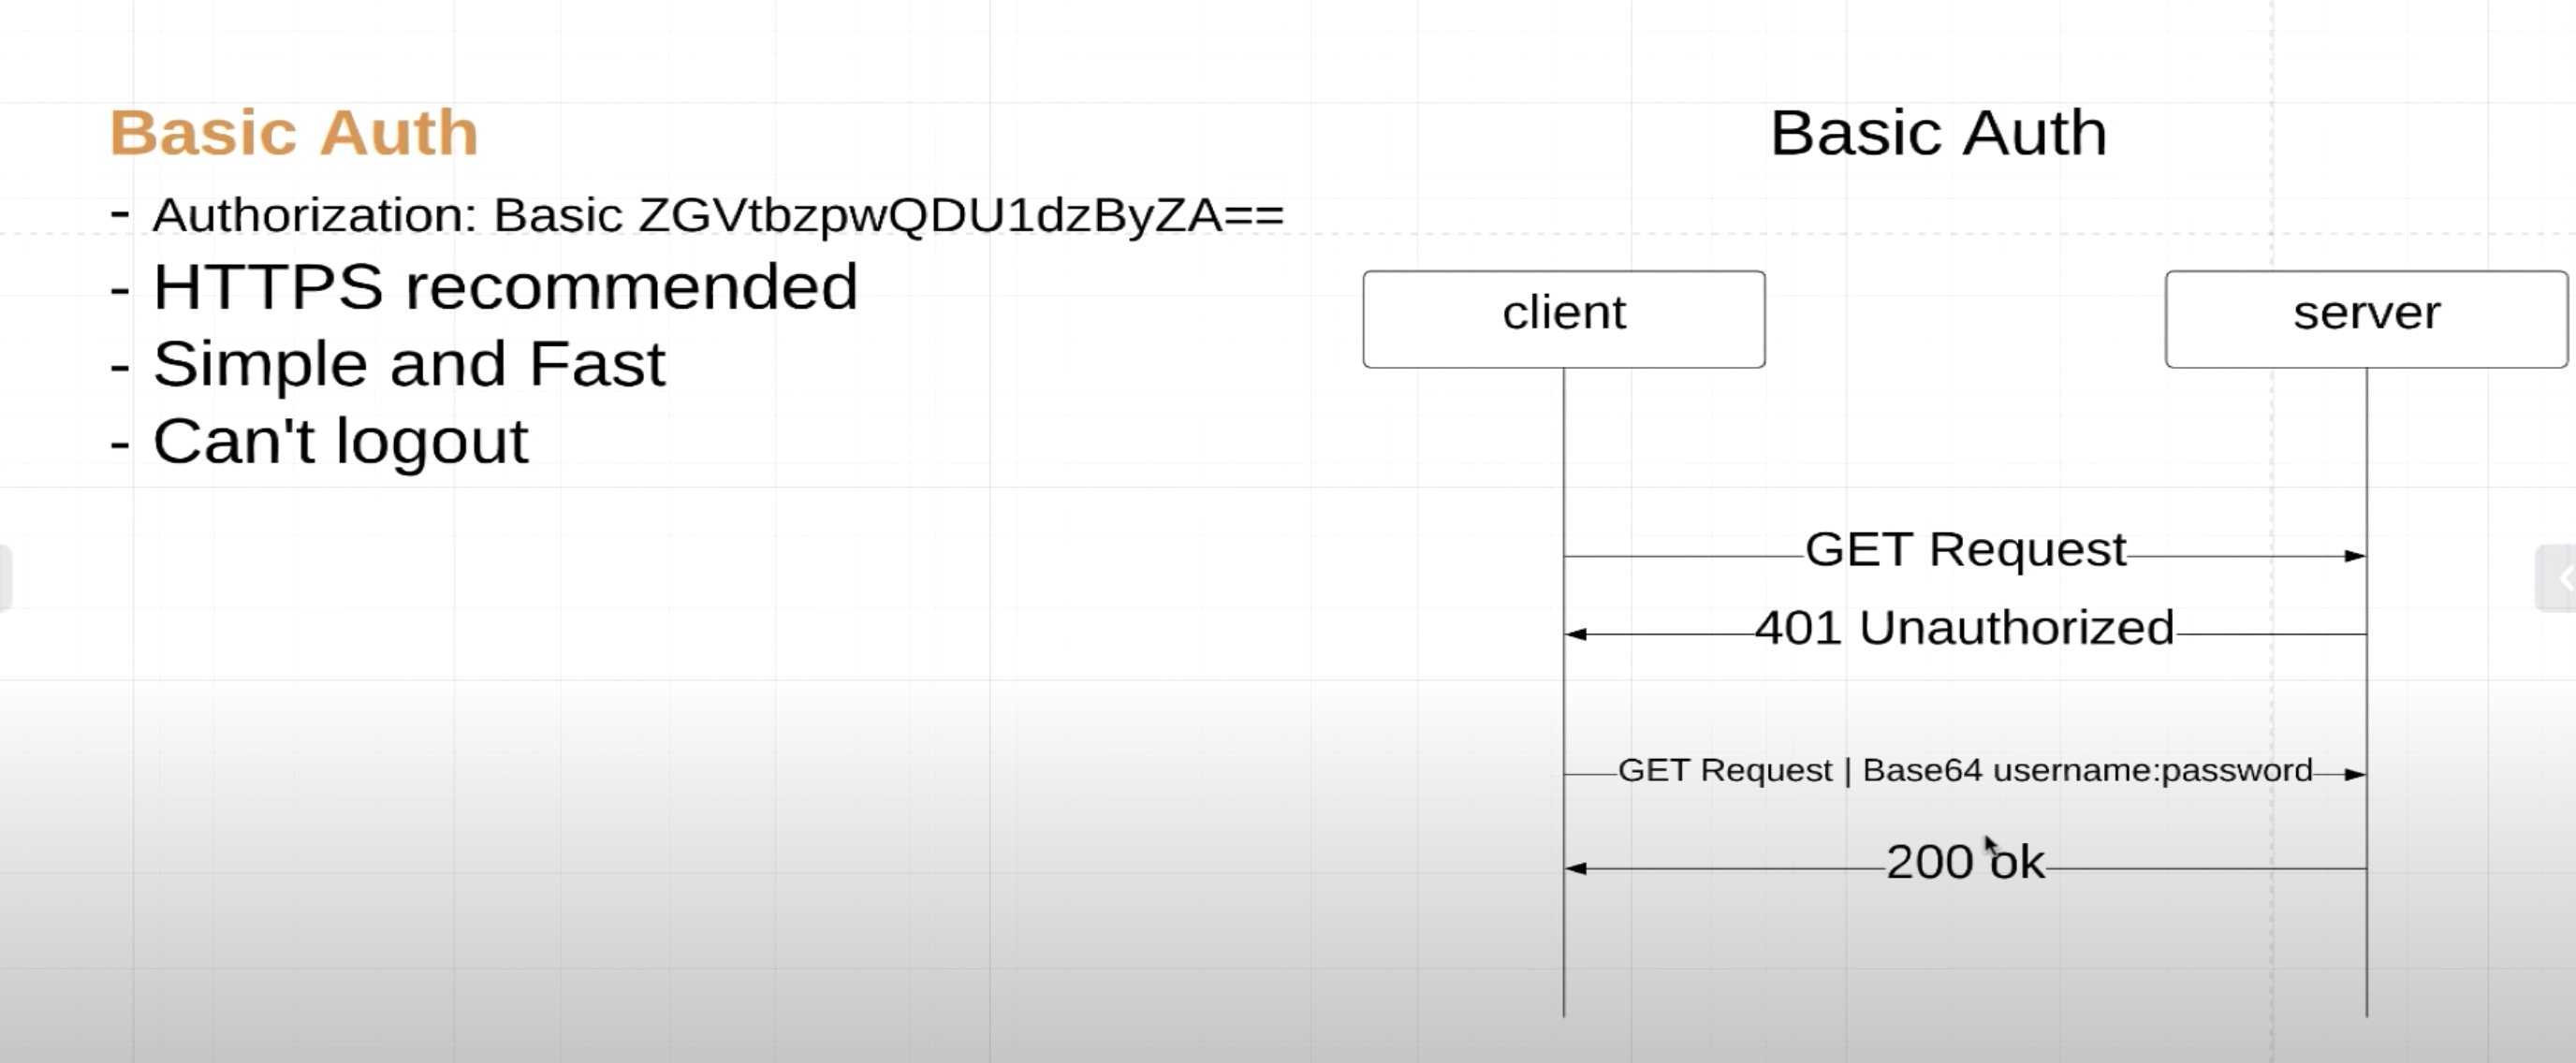 Basic Auth
- Authorization: Basic ZGVtbzpwQDU1dzByZA==
- HTTPS recommended
- Simple and Fast
- Can't logout
Basic Auth
client
server
GET Request
401 Unauthorized
GET Request | Base64 username:password
200 ok